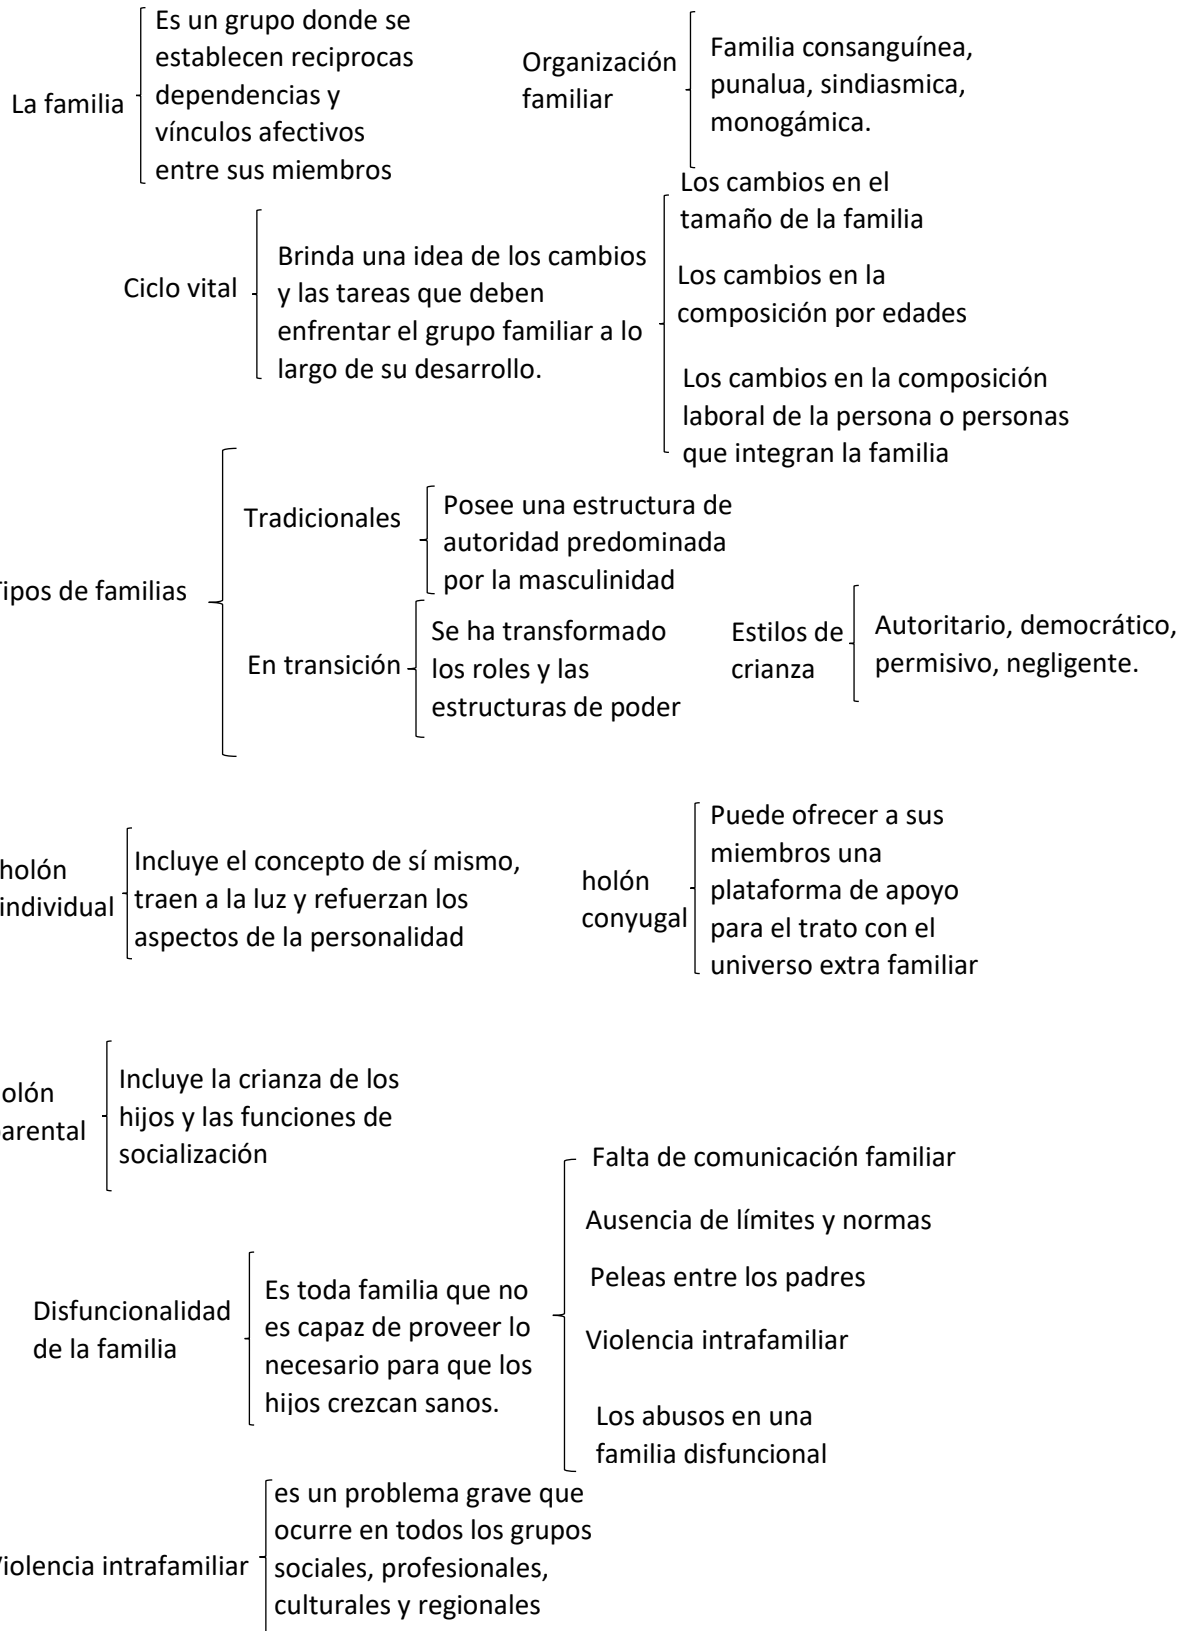 La familia
Es un grupo donde se
establecen reciprocas
dependencias y
vínculos afectivos
entre sus miembros
Organización
familiar
Familia consanguínea,
punalua, sindiasmica,
monogámica.
Ciclo vital
Brinda una idea de los cambios
y las tareas que deben
enfrentar el grupo familiar a lo
largo de su desarrollo.
Los cambios en el
tamaño de la familia
Los cambios en la
composición por edades
Los cambios en la composición
laboral de la persona o personas
que integran la familia
Tipos de familias
Tradicionales
Posee una estructura de
autoridad predominada
por la masculinidad
En transición
Se ha transformado
los roles y las
estructuras de poder
Estilos de
crianza
Autoritario, democrático,
permisivo, negligente.
holón
individual
Incluye el concepto de sí mismo,
traen a la luz y refuerzan los
aspectos de la personalidad
holón
conyugal
Puede ofrecer a sus
miembros una
plataforma de apoyo
para el trato con el
universo extra familiar
olón
parental
Incluye la crianza de los
hijos y las funciones de
socialización
Disfuncionalidad
de la familia
Es toda familia que no
es capaz de proveer lo
necesario para que los
hijos crezcan sanos.
Falta de comunicación familiar
Ausencia de límites y normas
Peleas entre los padres
Violencia intrafamiliar
Los abusos en una
familia disfuncional
Violencia intrafamiliar
es un problema grave que
ocurre en todos los grupos
sociales, profesionales,
culturales y regionales